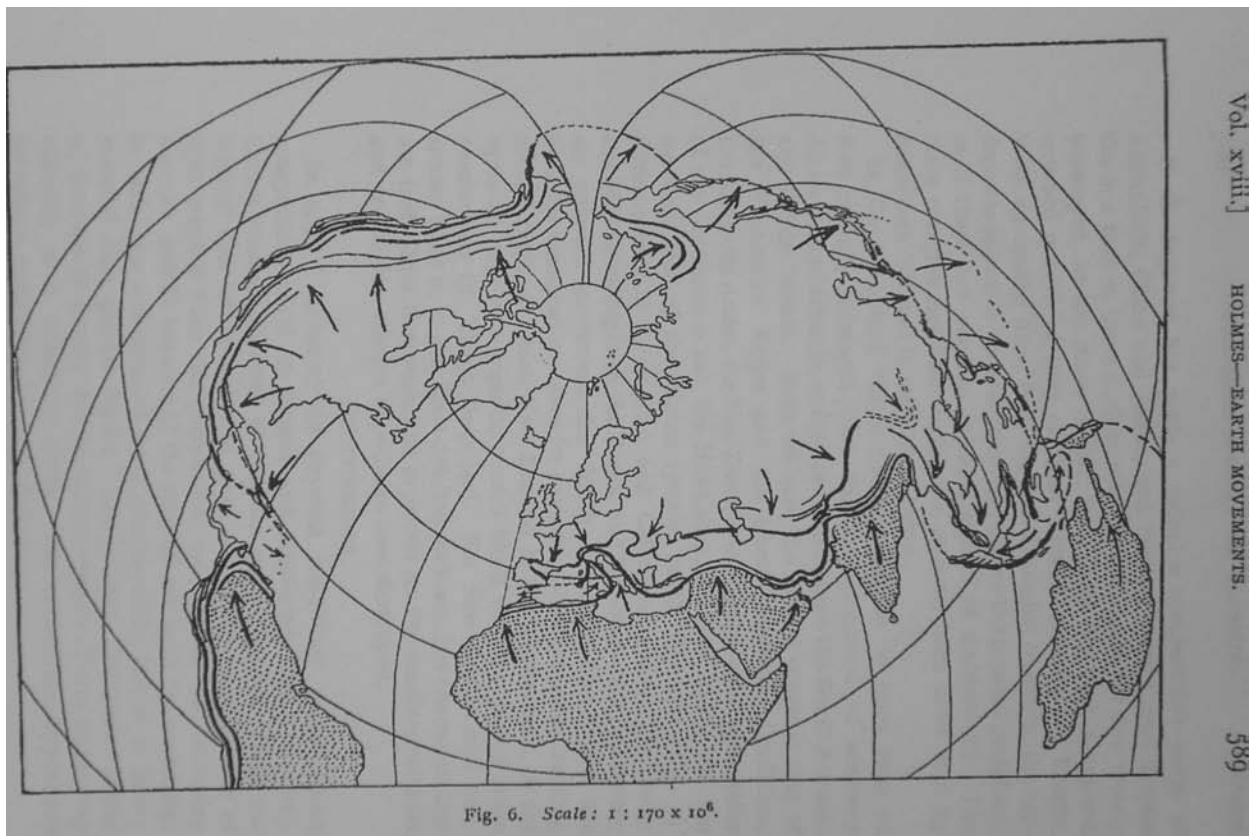 Vol. XVIII.]
HOLMES—EARTH MOVEMENTS.
589
Fig. 6. Scale: 1 : 170 x 10⁶.